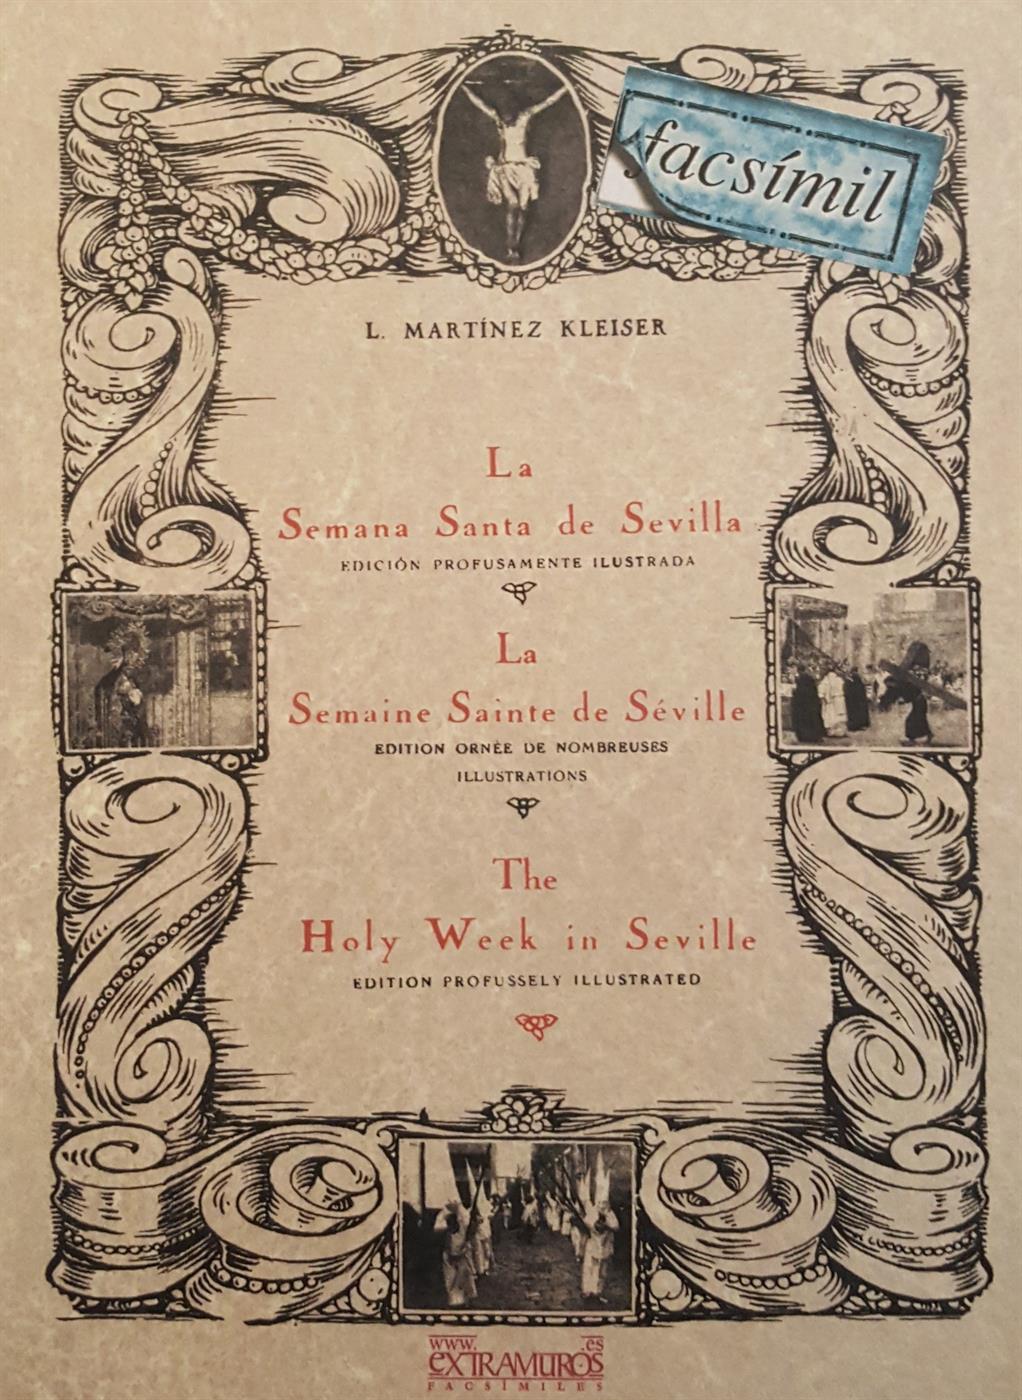 facsímil
L. MARTÍNEZ KLEISER
La
Semana Santa de Sevilla
EDICIÓN PROFUSAMENTE ILUSTRADA
La
Semaine Sainte de Séville
EDITION ORNÉE DE NOMBREUSES
ILLUSTRATIONS
The
Holy Week in Seville
EDITION PROFUSSELY ILLUSTRATED
www. .es
EXTRAMUROS
FACSÍMILES